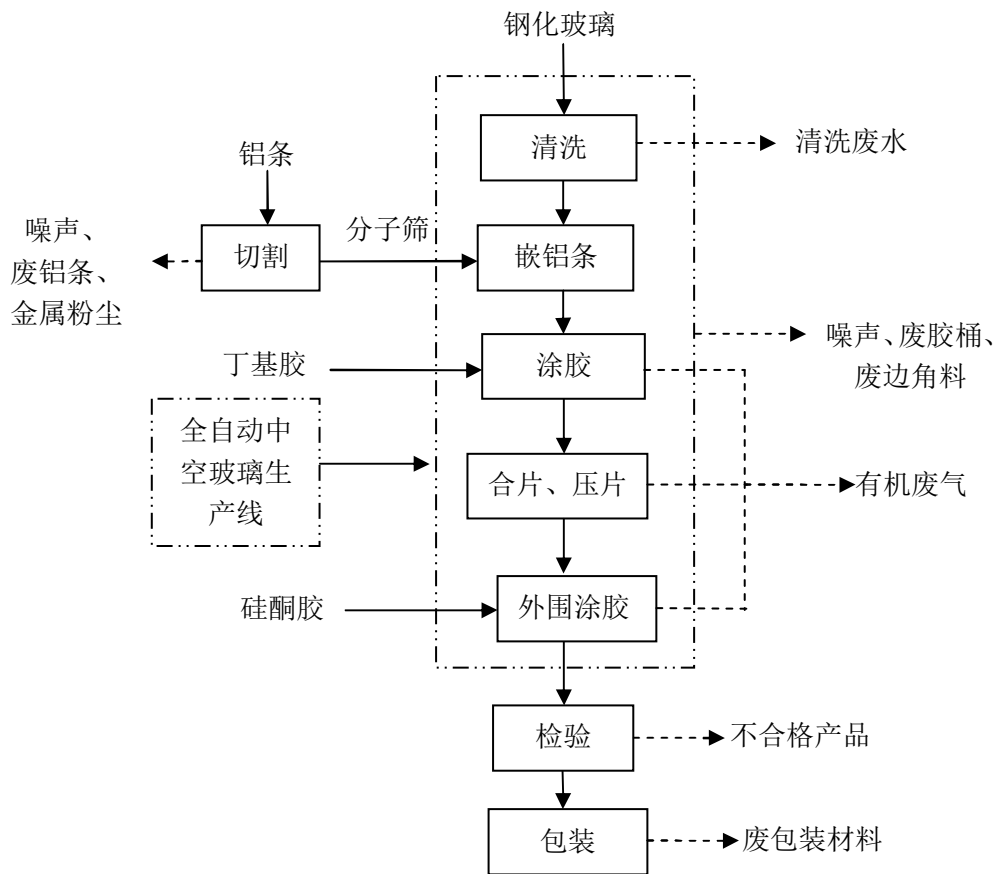 钢化玻璃
清洗
清洗废水
铝条
噪声、
废铝条、
金属粉尘
切割
分子筛
嵌铝条
丁基胶
涂胶
噪声、废胶桶、
废边角料
全自动中
空玻璃生
产线
合片、压片
有机废气
硅酮胶
外围涂胶
检验
不合格产品
包装
废包装材料